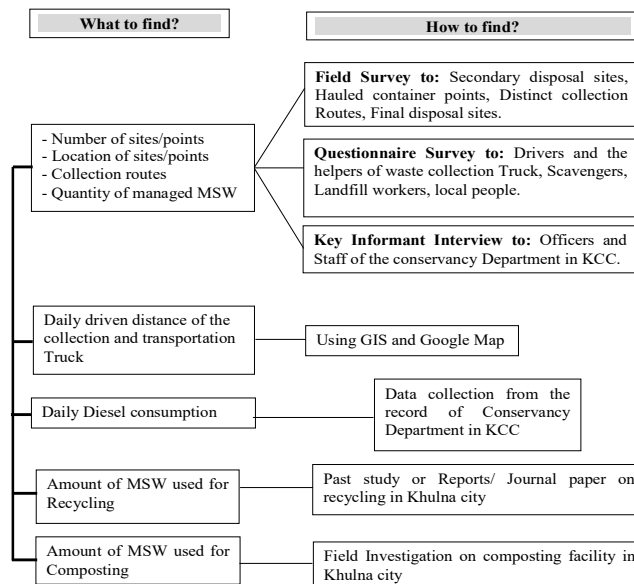 What to find?
How to find?
- Number of sites/points
- Location of sites/points
- Collection routes
- Quantity of managed MSW
Field Survey to: Secondary disposal sites,
Hauled container points, Distinct collection
Routes, Final disposal sites.
Questionnaire Survey to: Drivers and the
helpers of waste collection Truck, Scavengers,
Landfill workers, local people.
Key Informant Interview to: Officers and
Staff of the conservancy Department in KCC.
Daily driven distance of the
collection and transportation
Truck
Using GIS and Google Map
Daily Diesel consumption
Data collection from the
record of Conservancy
Department in KCC
Amount of MSW used for
Recycling
Past study or Reports/ Journal paper on
recycling in Khulna city
Amount of MSW used for
Composting
Field Investigation on composting facility in
Khulna city